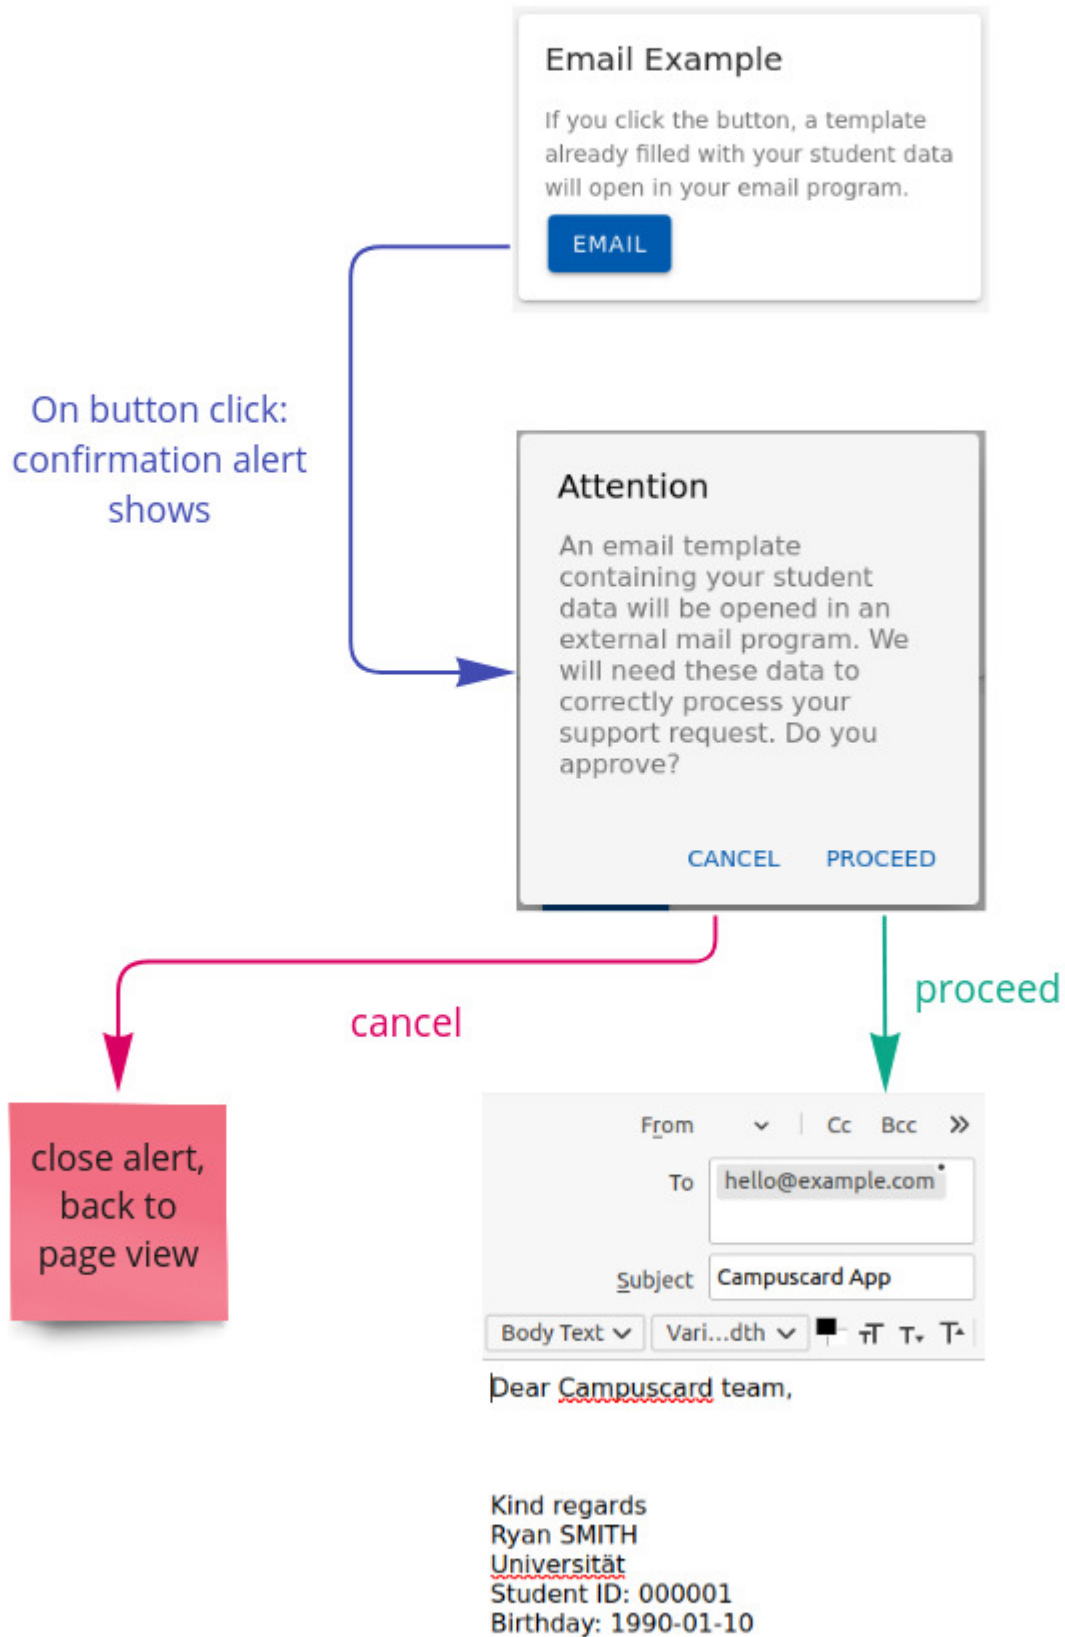 Email Example
If you click the button, a template
already filled with your student data
will open in your email program.
EMAIL
On button click:
confirmation alert
shows
Attention
An email template
containing your student
data will be opened in an
external mail program. We
will need these data to
correctly process your
support request. Do you
approve?
CANCEL PROCEED
cancel
proceed
close alert,
back to
page view
From Cc Bcc »
To hello@example.com
Subject Campuscard App
Body Text Vari...dth
Dear Campuscard team,
Kind regards
Ryan SMITH
Universität
Student ID: 000001
Birthday: 1990-01-10